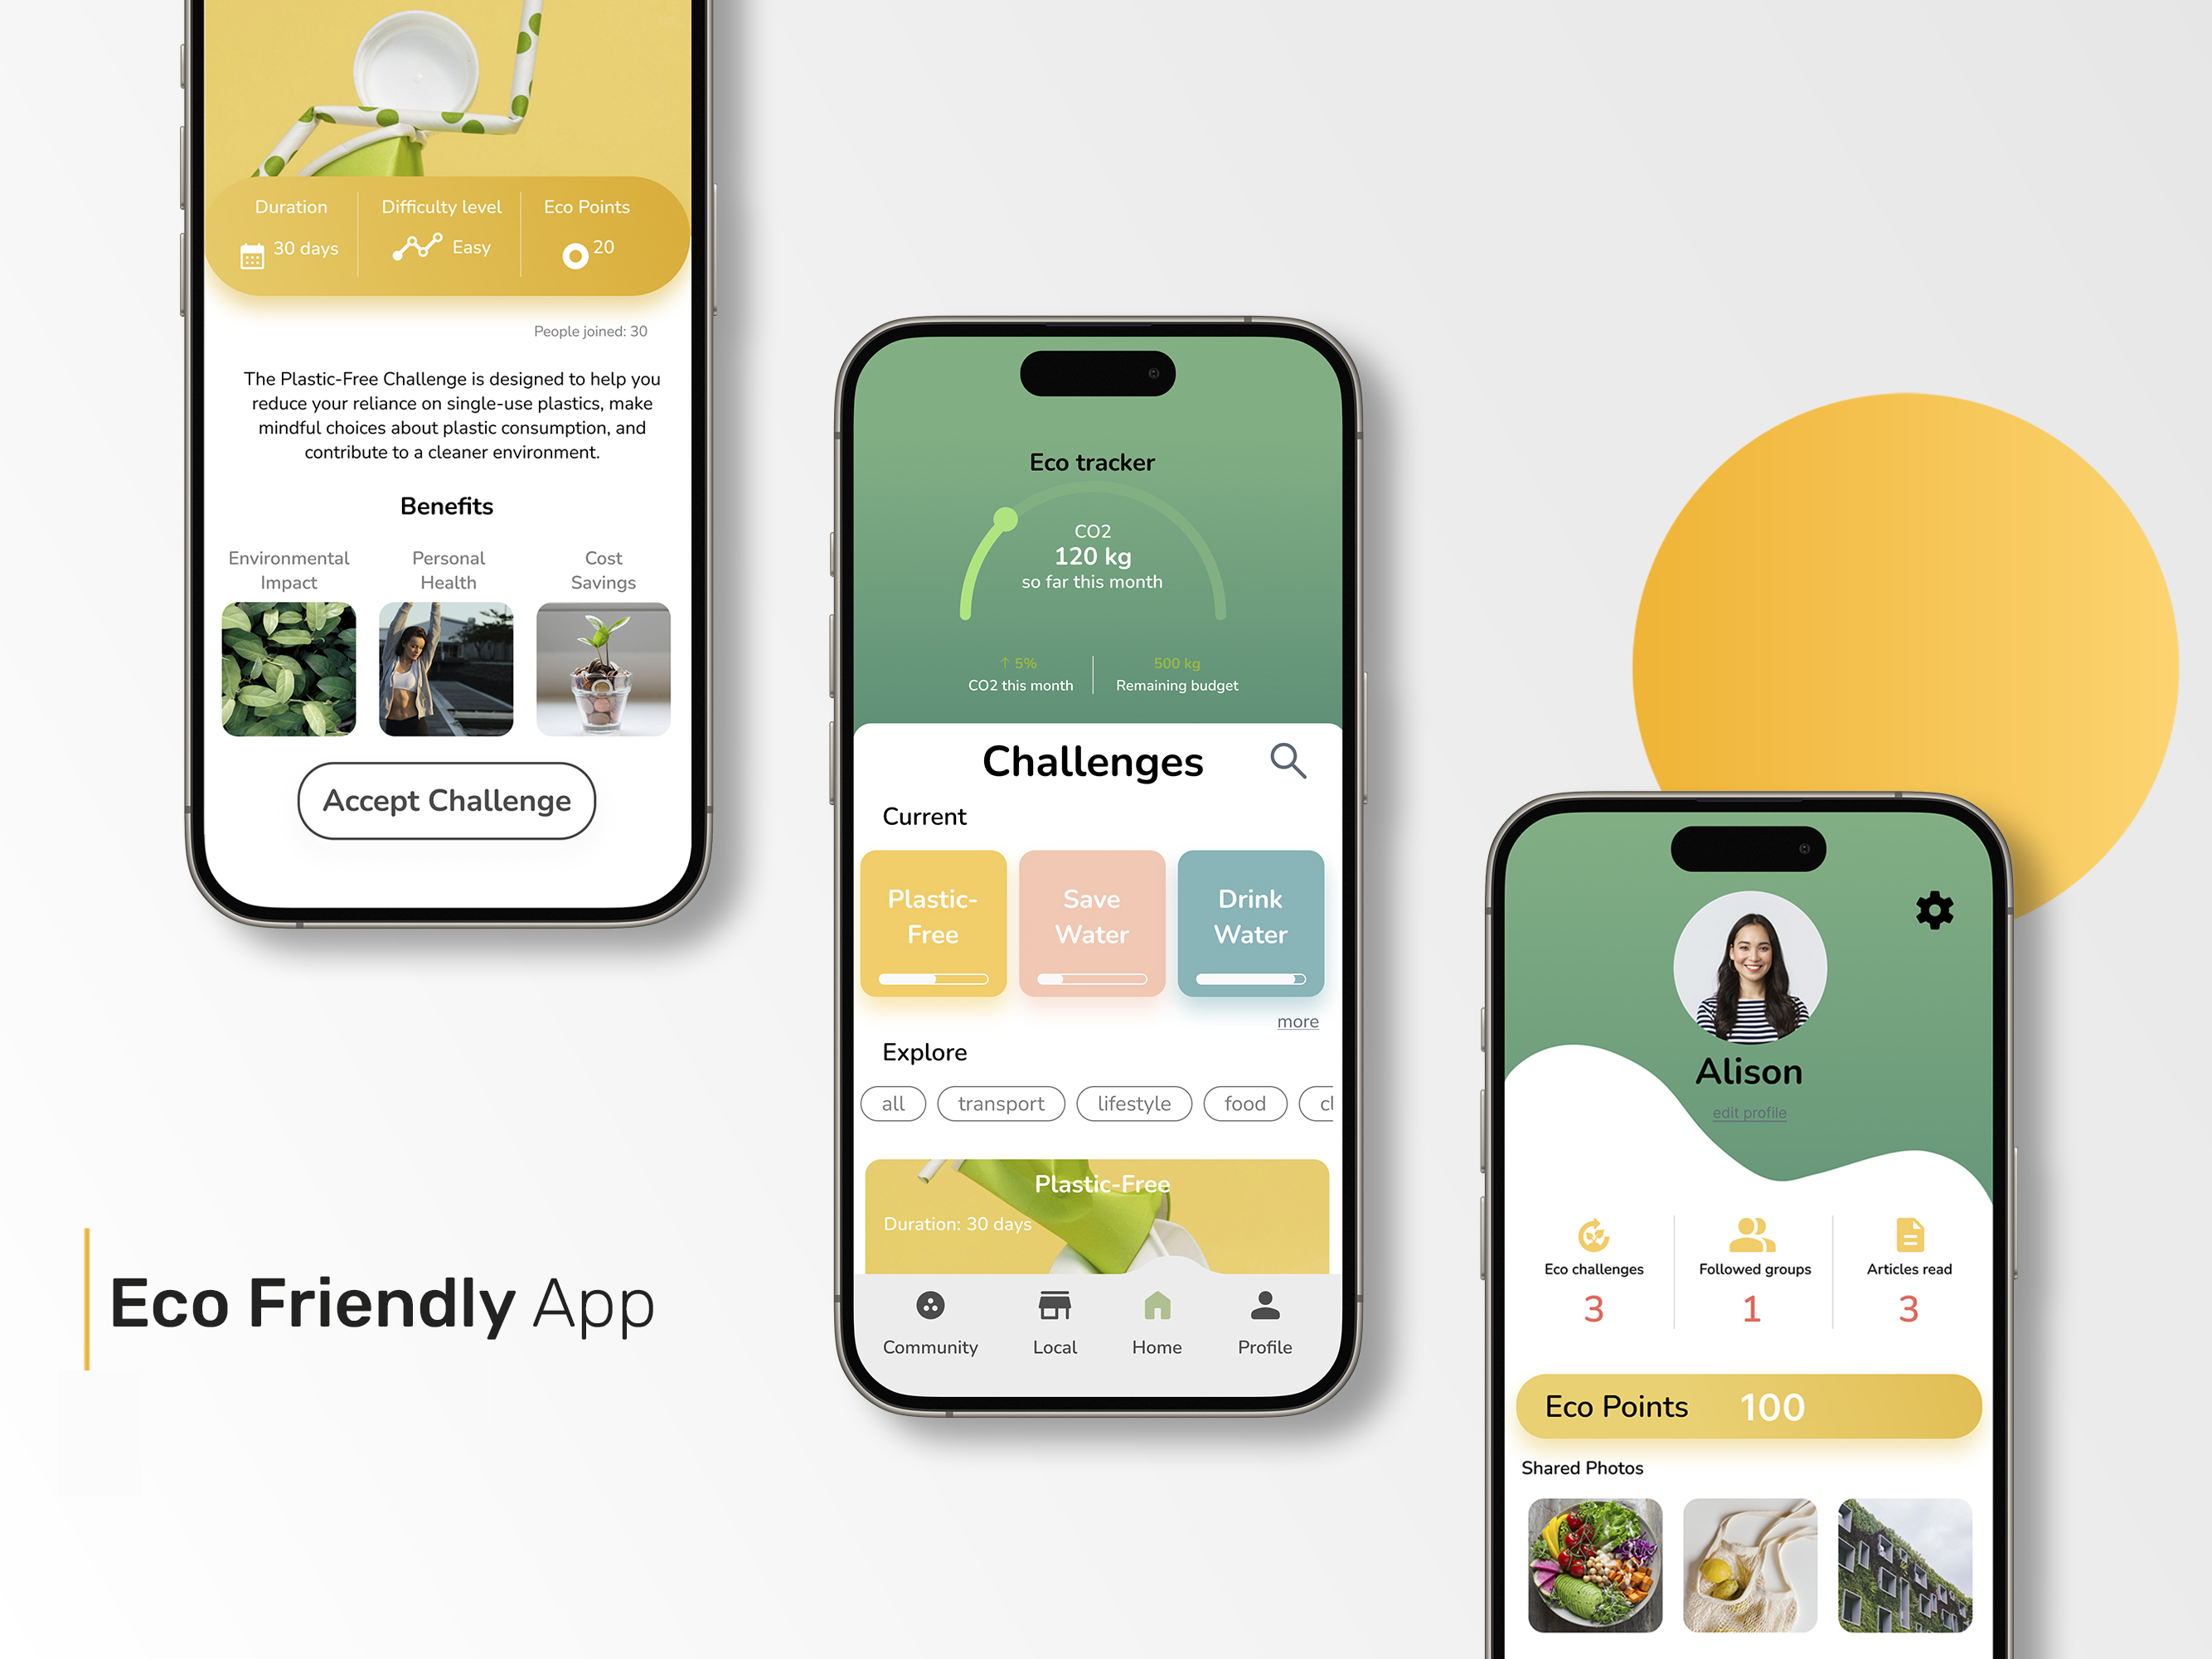 Duration
Difficulty level
Eco Points
30 days
Easy
20
People joined: 30
The Plastic-Free Challenge is designed to help you
reduce your reliance on single-use plastics, make
mindful choices about plastic consumption, and
contribute to a cleaner environment.
Benefits
Environmental
Impact
Personal
Health
Cost
Savings
Accept Challenge
Eco Friendly App
Eco tracker
CO2
120 kg
so far this month
↑ 5%
CO2 this month
500 kg
Remaining budget
Challenges
Current
Plastic-
Free
Save
Water
Drink
Water
more
Explore
all
transport
lifestyle
food
cl
Plastic-Free
Duration: 30 days
Community
Local
Home
Profile
Alison
edit profile
Eco challenges
3
Followed groups
1
Articles read
3
Eco Points 100
Shared Photos